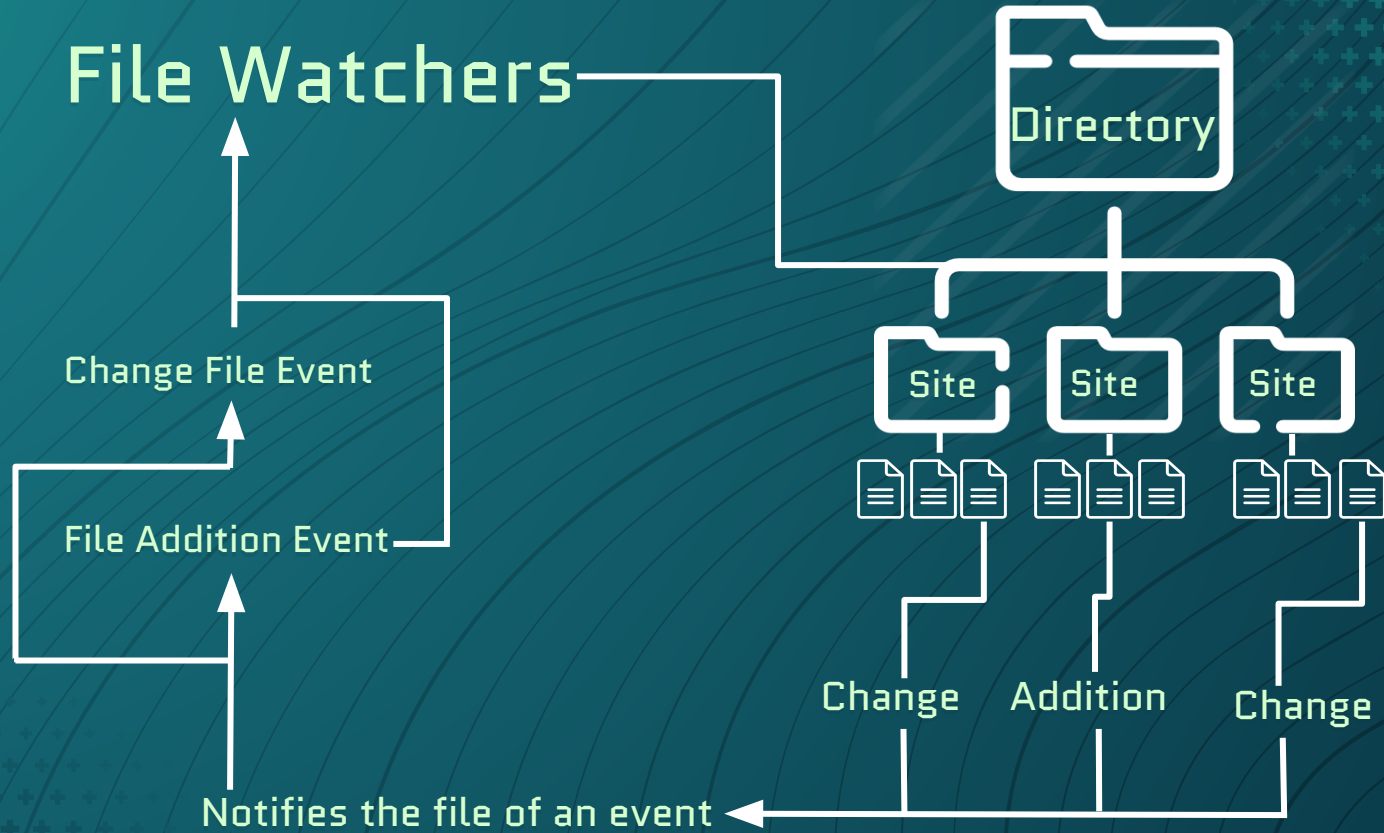 File Watchers
Directory
Change File Event
Site
Site
Site
File Addition Event
Change
Addition
Change
Notifies the file of an event